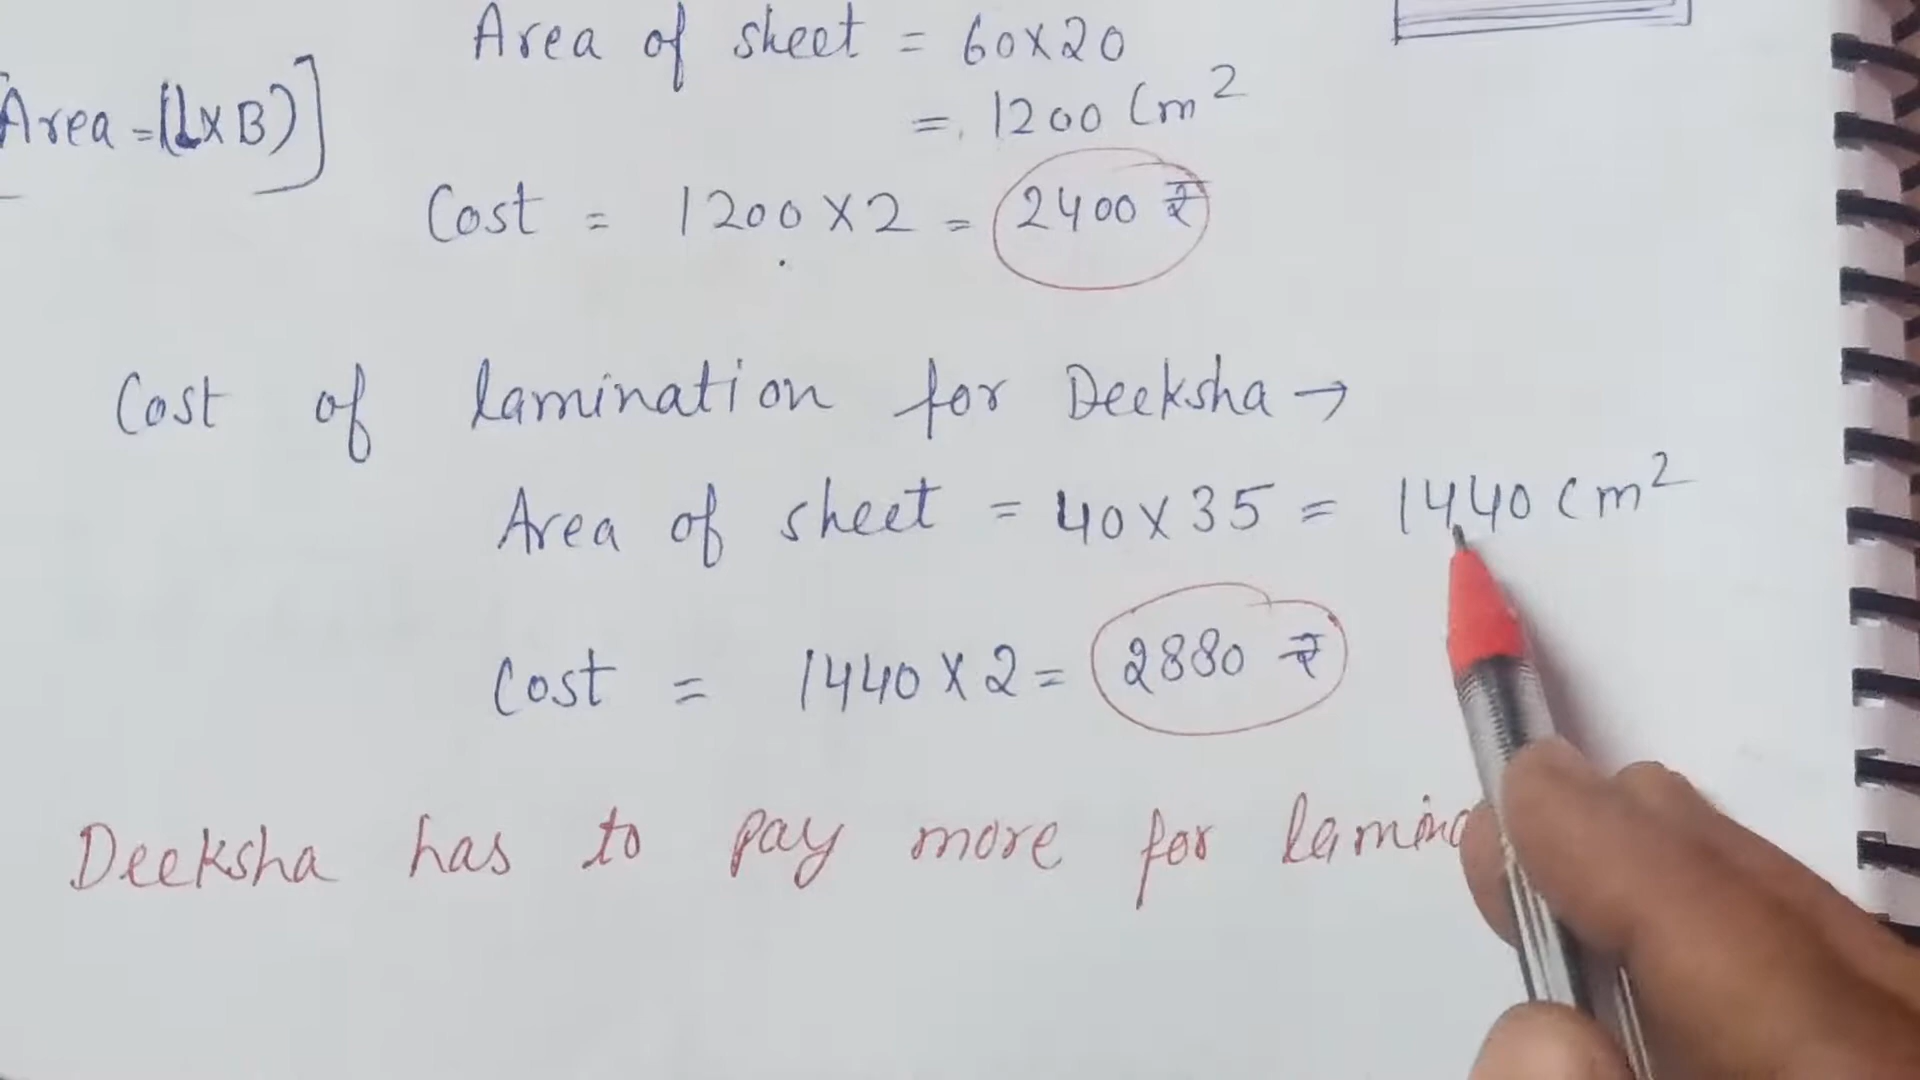 Area of sheet = 60x20
Area = (LxB)]
= 1200 Cm²
Cost = 1200 x 2 = 2400 ₹
Cost of lamination for Deeksha →
Area of sheet = 40 x 35 = 1440 cm²
Cost = 1440 x 2 = 2880 ₹
Deeksha has to pay more for